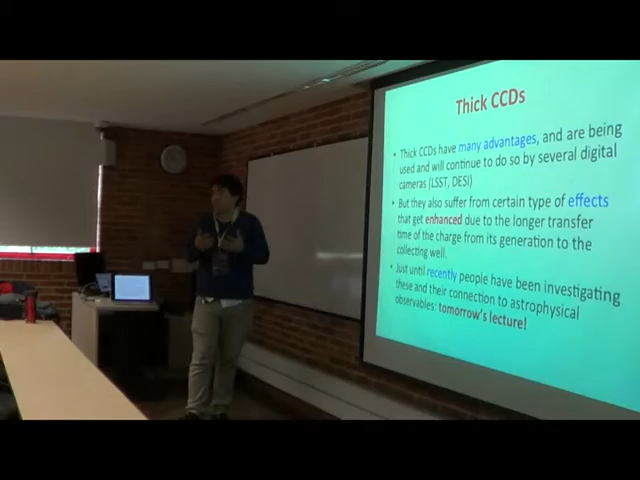 Thick CCDs
• Thick CCDs have many advantages, and are being
used and will continue to do so by several digital
cameras (LSST, DESI)
• But they also suffer from certain type of effects
that get enhanced due to the longer transfer
time of the charge from its generation to the
collecting well.
• Just until recently people have been investigating
these and their connection to astrophysical
observables: tomorrow's lecture!